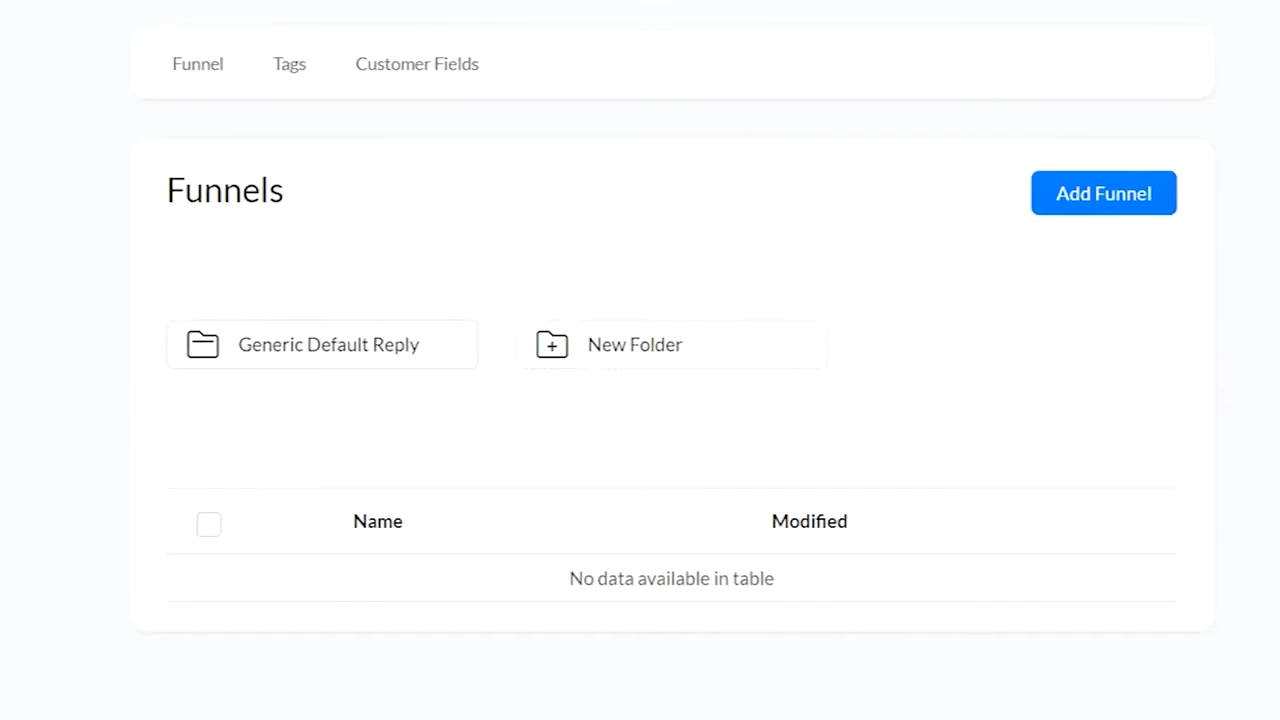 Funnel Tags Customer Fields
Funnels
Add Funnel
Generic Default Reply
New Folder
Name Modified
No data available in table